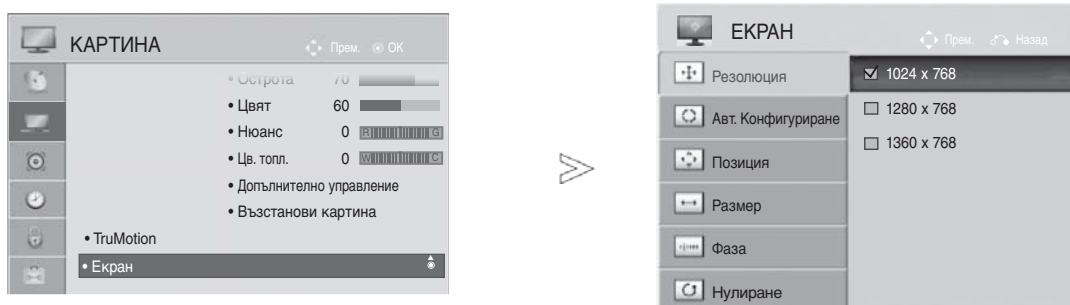 КАРТИНА
Прем. OK
• Острота 70
• Цвят 60
• Нюанс 0 R G
• Цв. топл. 0 W C
• Допълнително управление
• Възстанови картина
• TruMotion
• Екран
ЕКРАН
Прем. Назад
Резолюция
Авт. Конфигуриране
Позиция
Размер
Фаза
Нулиране
1024 x 768
1280 x 768
1360 x 768